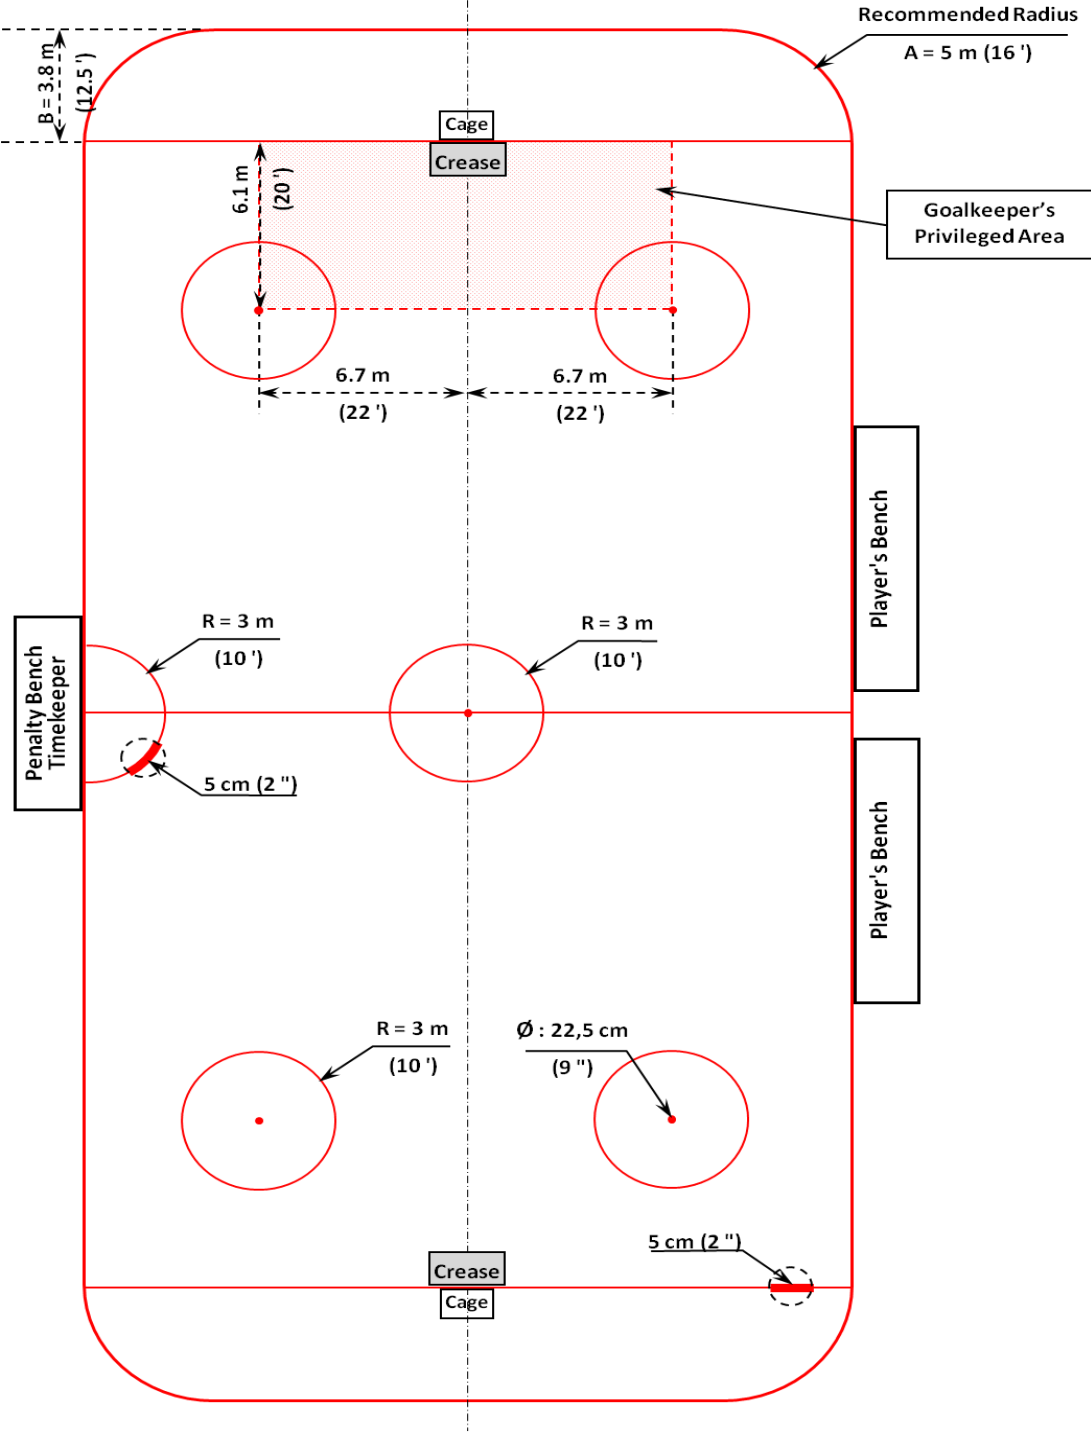 Recommended Radius
A = 5 m (16 ')
B = 3.8 m
(12.5 ')
Cage
Crease
6.1 m
(20 ')
Goalkeeper's
Privileged Area
6.7 m
(22 ')
6.7 m
(22 ')
Player's Bench
R = 3 m
(10 ')
R = 3 m
(10 ')
Penalty Bench
Timekeeper
5 cm (2 ")
Player's Bench
R = 3 m
(10 ')
Ø : 22,5 cm
(9 ")
5 cm (2 ")
Crease
Cage